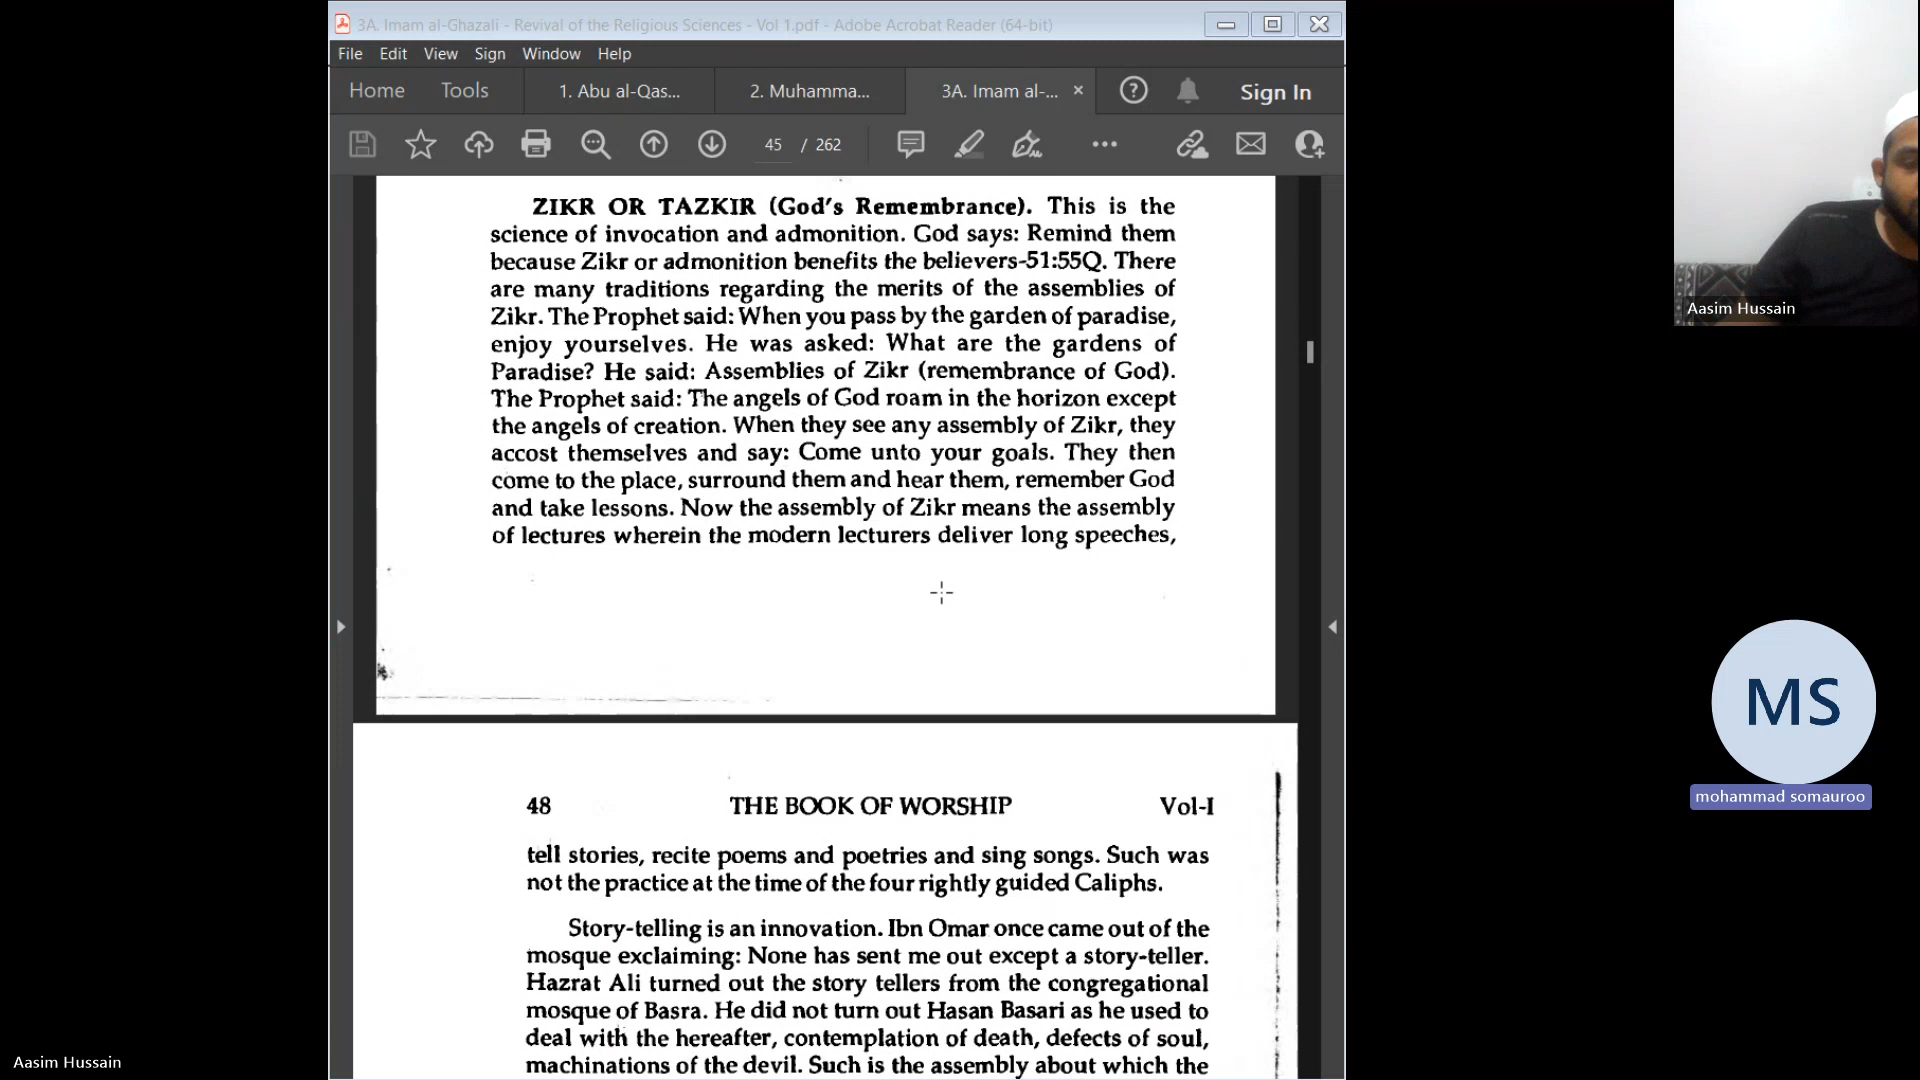 3A. Imam al-Ghazali - Revival of the Religious Sciences - Vol 1.pdf - Adobe Acrobat Reader (64-bit)
File Edit View Sign Window Help
Home Tools 1. Abu al-Qas... 2. Muhamma... 3A. Imam al-... Sign In
45 / 262
ZIKR OR TAZKIR (God's Remembrance). This is the
science of invocation and admonition. God says: Remind them
because Zikr or admonition benefits the believers-51:55Q. There
are many traditions regarding the merits of the assemblies of
Zikr. The Prophet said: When you pass by the garden of paradise,
enjoy yourselves. He was asked: What are the gardens of
Paradise? He said: Assemblies of Zikr (remembrance of God).
The Prophet said: The angels of God roam in the horizon except
the angels of creation. When they see any assembly of Zikr, they
accost themselves and say: Come unto your goals. They then
come to the place, surround them and hear them, remember God
and take lessons. Now the assembly of Zikr means the assembly
of lectures wherein the modern lecturers deliver long speeches,
48 THE BOOK OF WORSHIP Vol-I
tell stories, recite poems and poetries and sing songs. Such was
not the practice at the time of the four rightly guided Caliphs.
Story-telling is an innovation. Ibn Omar once came out of the
mosque exclaiming: None has sent me out except a story-teller.
Hazrat Ali turned out the story tellers from the congregational
mosque of Basra. He did not turn out Hasan Basari as he used to
deal with the hereafter, contemplation of death, defects of soul,
machinations of the devil. Such is the assembly about which the
Aasim Hussain
MS
mohammad somauroo
Aasim Hussain